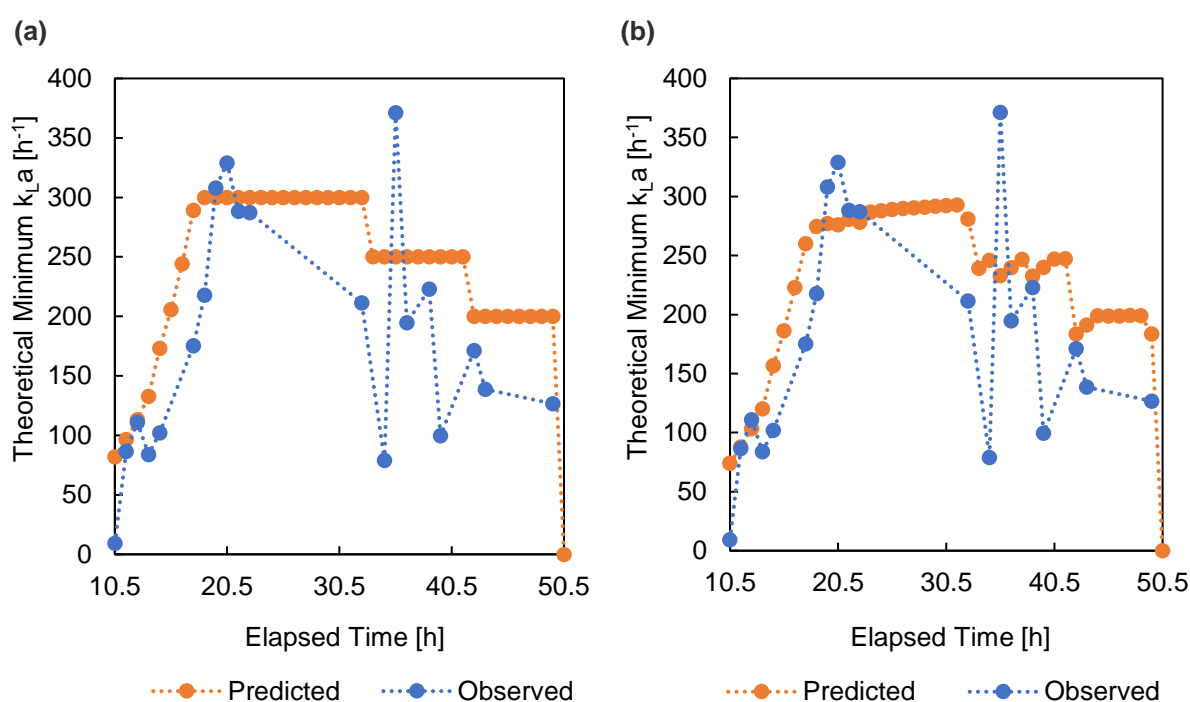 (a)
Theoretical Minimum kLa [h-1]
400
350
300
250
200
150
100
50
0
10.5 20.5 30.5 40.5 50.5
Elapsed Time [h]
Predicted Observed
(b)
Theoretical Minimum kLa [h-1]
400
350
300
250
200
150
100
50
0
10.5 20.5 30.5 40.5 50.5
Elapsed Time [h]
Predicted Observed